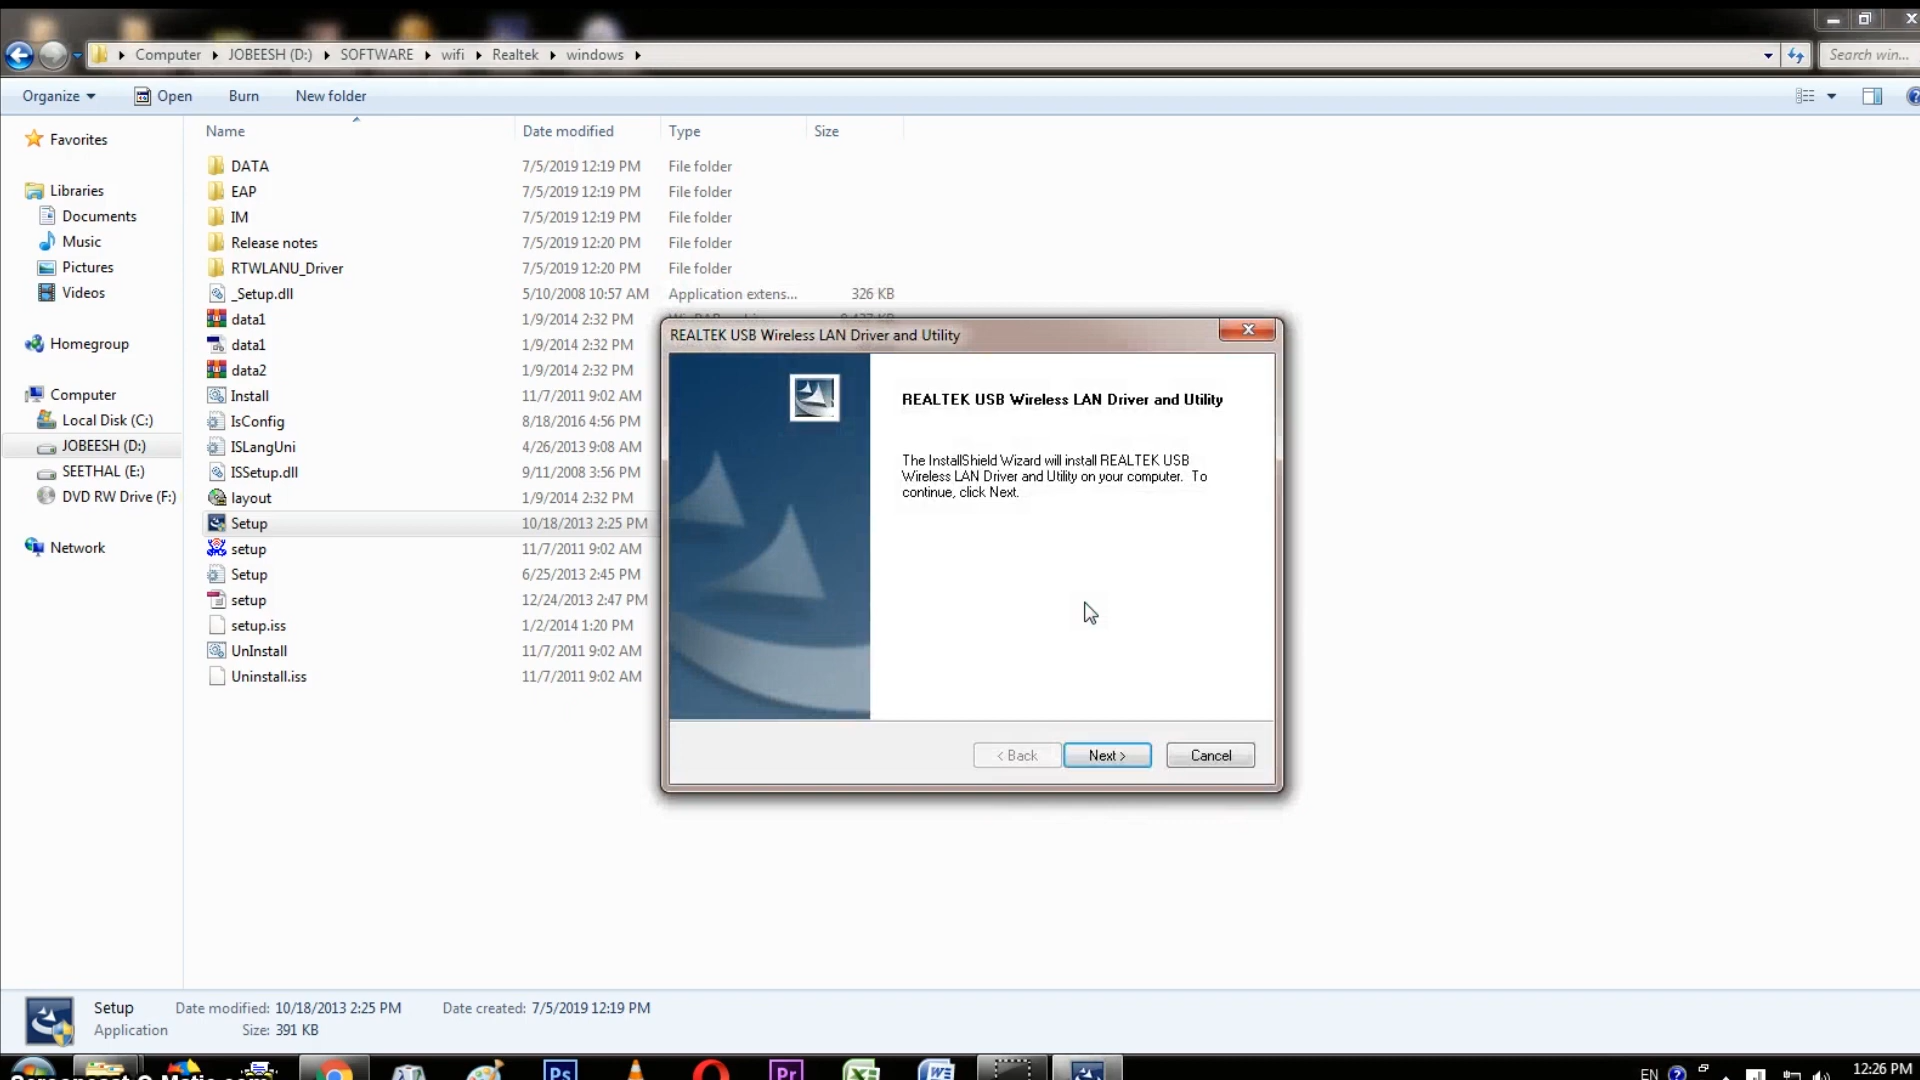 Computer JOBEESH (D:) SOFTWARE wifi Realtek windows
Search win...
Organize Open Burn New folder
Name Date modified Type Size
Favorites
Libraries
Documents
Music
Pictures
Videos
Homegroup
Computer
Local Disk (C:)
JOBEESH (D:)
SEETHAL (E:)
DVD RW Drive (F:)
Network
DATA 7/5/2019 12:19 PM File folder
EAP 7/5/2019 12:19 PM File folder
IM 7/5/2019 12:19 PM File folder
Release notes 7/5/2019 12:20 PM File folder
RTWLANU_Driver 7/5/2019 12:20 PM File folder
_Setup.dll 5/10/2008 10:57 AM Application extens... 326 KB
data1 1/9/2014 2:32 PM
data1 1/9/2014 2:32 PM
data2 1/9/2014 2:32 PM
Install 11/7/2011 9:02 AM
IsConfig 8/18/2016 4:56 PM
ISLangUni 4/26/2013 9:08 AM
ISSetup.dll 9/11/2008 3:56 PM
layout 1/9/2014 2:32 PM
Setup 10/18/2013 2:25 PM
setup 11/7/2011 9:02 AM
Setup 6/25/2013 2:45 PM
setup 12/24/2013 2:47 PM
setup.iss 1/2/2014 1:20 PM
UnInstall 11/7/2011 9:02 AM
Uninstall.iss 11/7/2011 9:02 AM
REALTEK USB Wireless LAN Driver and Utility
REALTEK USB Wireless LAN Driver and Utility
The InstallShield Wizard will install REALTEK USB
Wireless LAN Driver and Utility on your computer. To
continue, click Next.
< Back Next > Cancel
Setup Date modified: 10/18/2013 2:25 PM Date created: 7/5/2019 12:19 PM
Application Size: 391 KB
Ps Pr
EN 12:26 PM